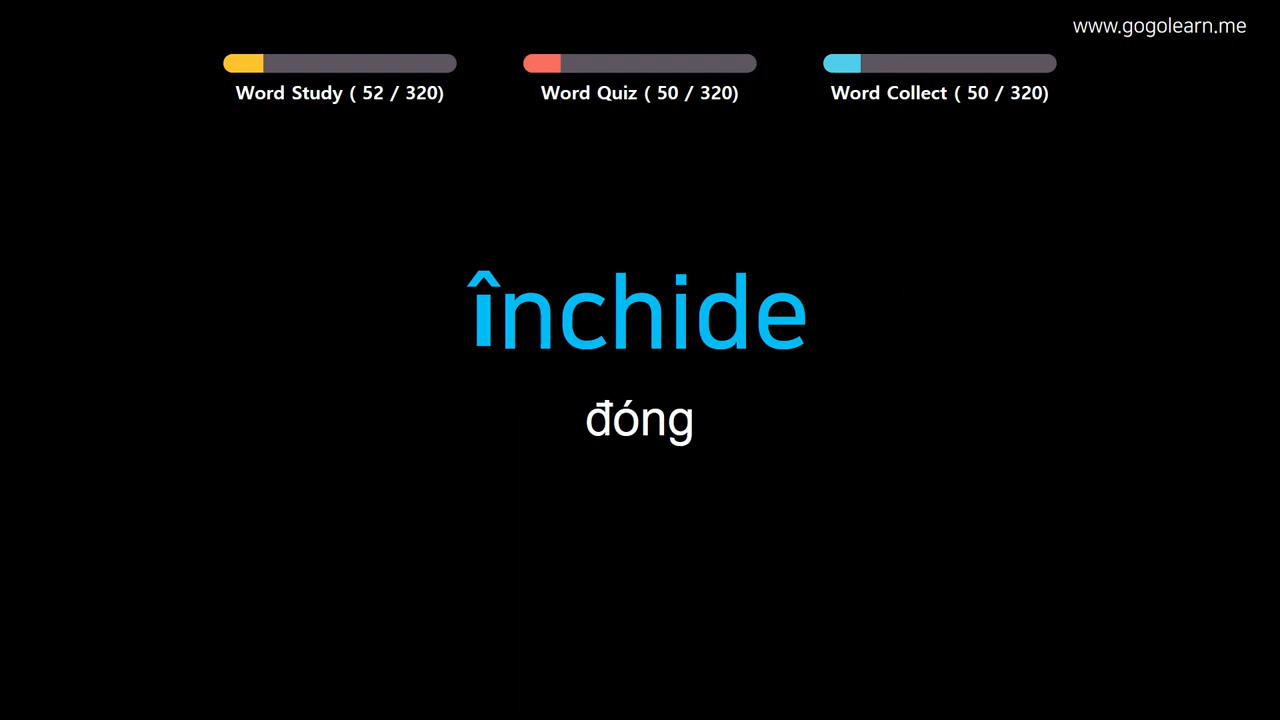 www.gogolearn.me
Word Study ( 52 / 320)
Word Quiz ( 50 / 320)
Word Collect ( 50 / 320)
închide
đóng